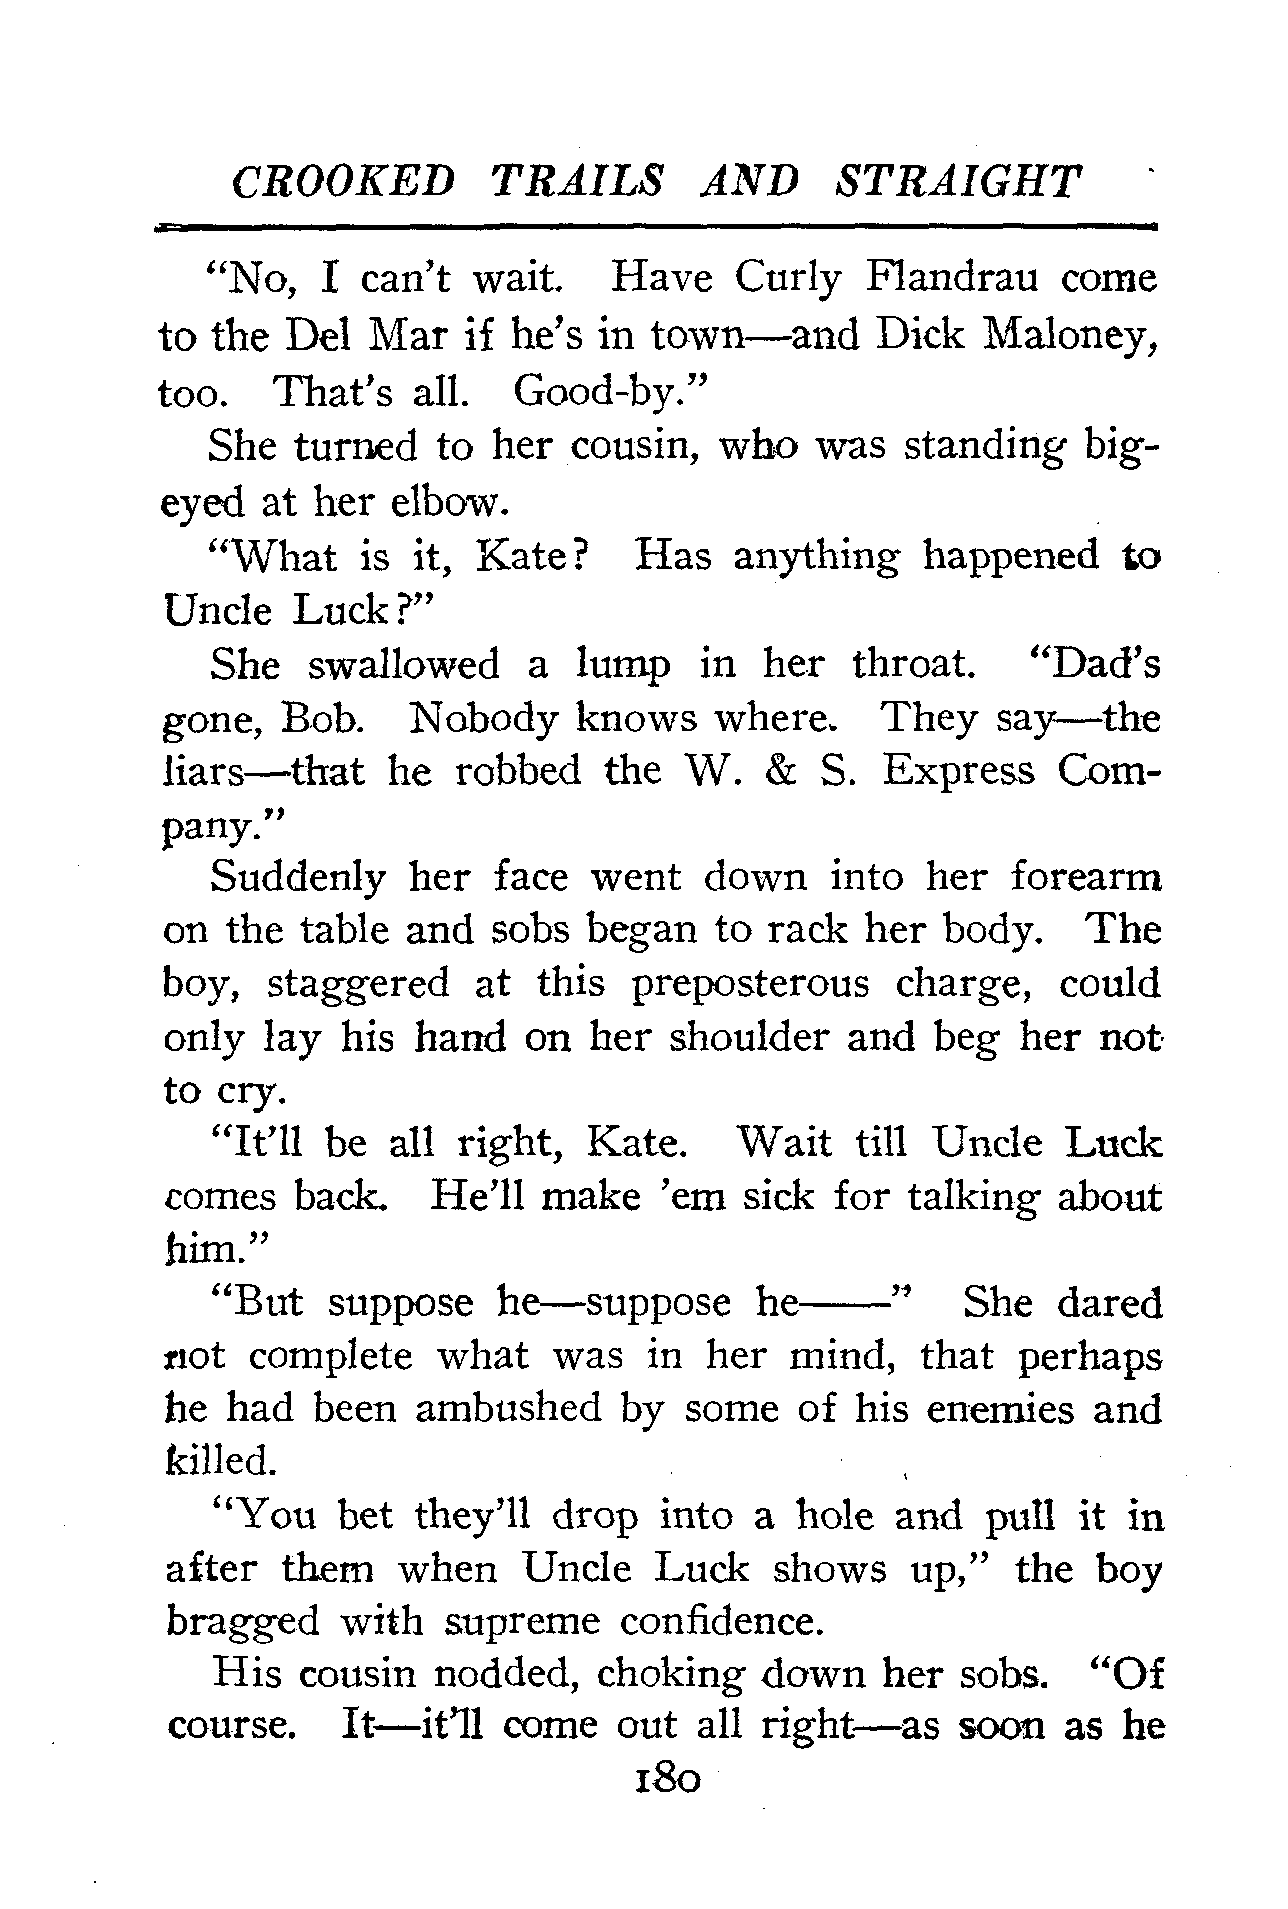 CROOKED TRAILS AND STRAIGHT
“No, I can’t wait. Have Curly Flandrau come
to the Del Mar if he’s in town—and Dick Maloney,
too. That’s all. Good-by.”
She turned to her cousin, who was standing big-
eyed at her elbow.
“What is it, Kate? Has anything happened to
Uncle Luck?”
She swallowed a lump in her throat. “Dad’s
gone, Bob. Nobody knows where. They say—the
liars—that he robbed the W. & S. Express Com-
pany.”
Suddenly her face went down into her forearm
on the table and sobs began to rack her body. The
boy, staggered at this preposterous charge, could
only lay his hand on her shoulder and beg her not
to cry.
“It’ll be all right, Kate. Wait till Uncle Luck
comes back. He’ll make ’em sick for talking about
him.”
“But suppose he—suppose he——” She dared
not complete what was in her mind, that perhaps
he had been ambushed by some of his enemies and
killed.
“You bet they’ll drop into a hole and pull it in
after them when Uncle Luck shows up,” the boy
bragged with supreme confidence.
His cousin nodded, choking down her sobs. “Of
course. It—it’ll come out all right—as soon as he
180